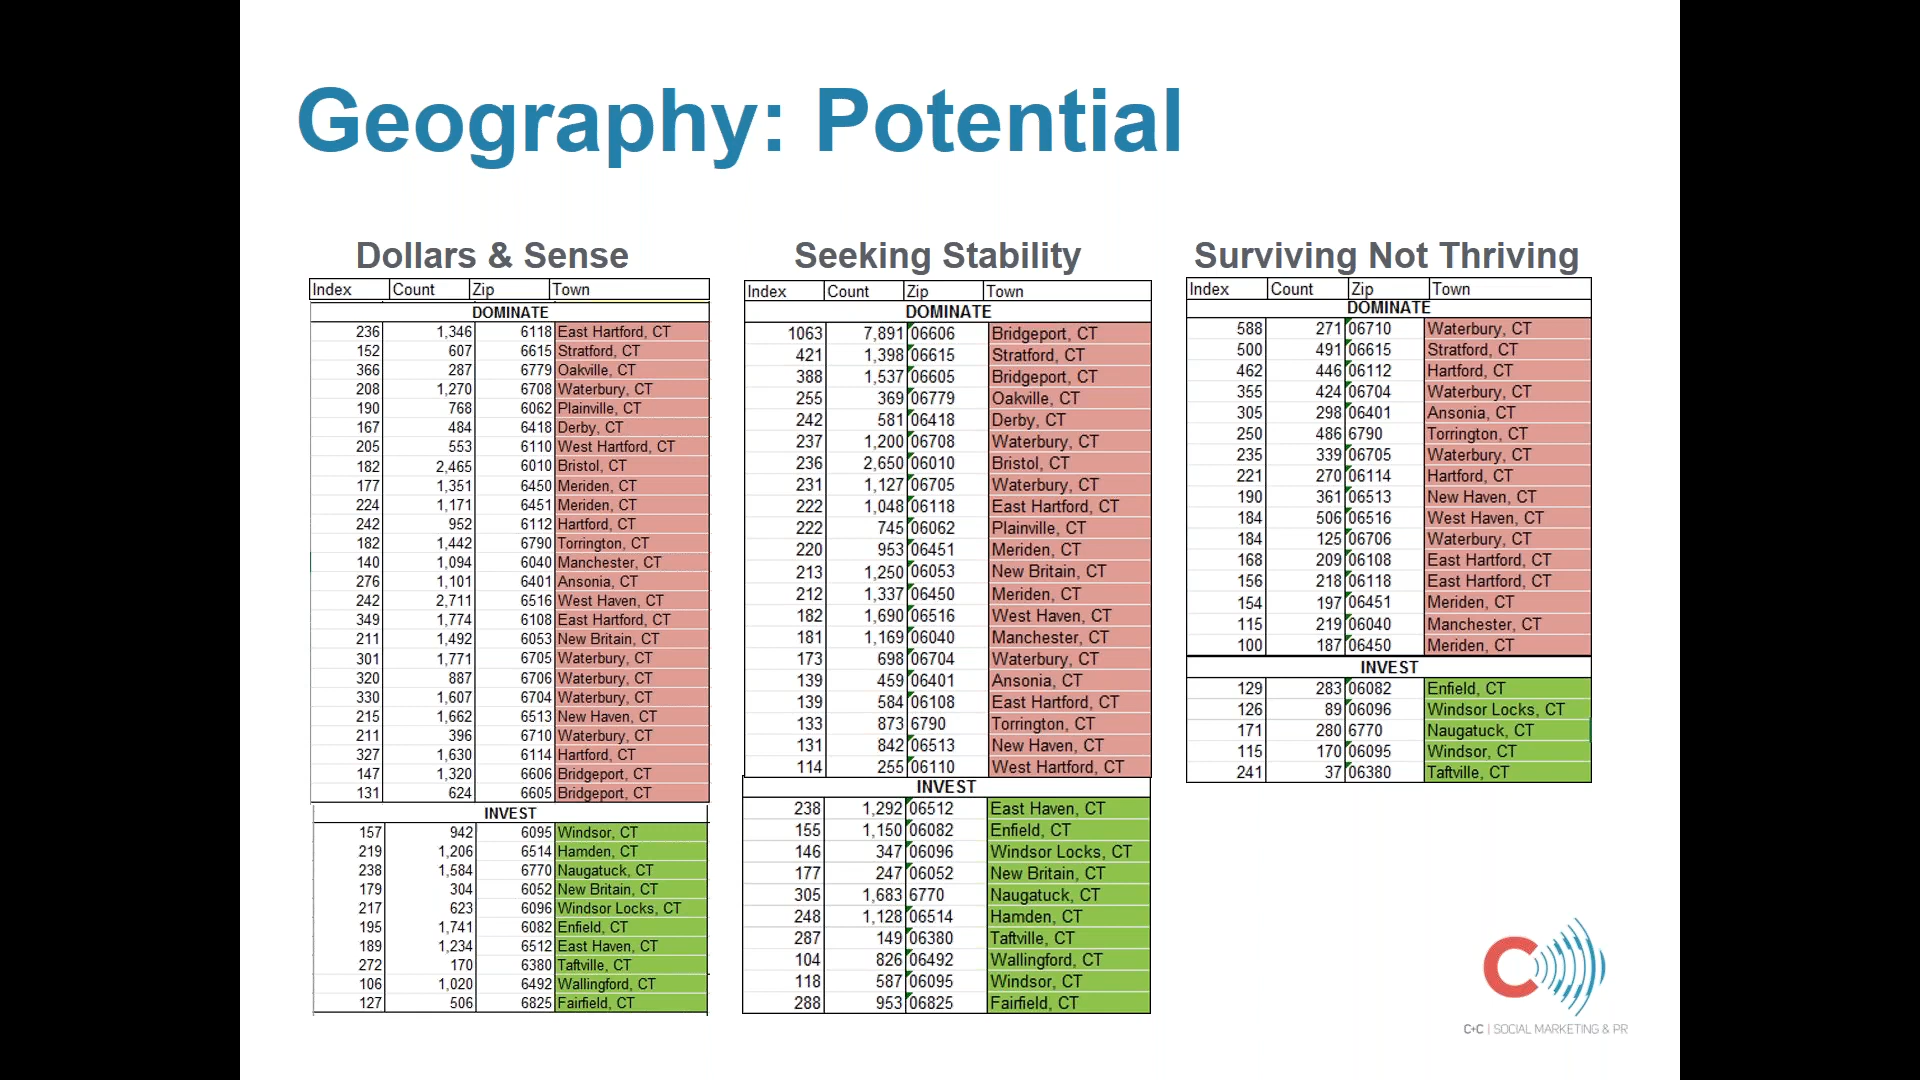 Geography: Potential
Dollars & Sense
Index Count Zip Town
DOMINATE
236 1,346 6118 East Hartford, CT
152 607 6615 Stratford, CT
366 287 6779 Oakville, CT
208 1,270 6708 Waterbury, CT
190 768 6062 Plainville, CT
167 484 6418 Derby, CT
205 553 6110 West Hartford, CT
182 2,465 6010 Bristol, CT
177 1,351 6450 Meriden, CT
224 1,171 6451 Meriden, CT
242 952 6112 Hartford, CT
182 1,442 6790 Torrington, CT
140 1,094 6040 Manchester, CT
276 1,101 6401 Ansonia, CT
242 2,711 6516 West Haven, CT
349 1,774 6108 East Hartford, CT
211 1,492 6053 New Britain, CT
301 1,771 6705 Waterbury, CT
320 887 6706 Waterbury, CT
330 1,607 6704 Waterbury, CT
215 1,662 6513 New Haven, CT
211 396 6710 Waterbury, CT
327 1,630 6114 Hartford, CT
147 1,320 6606 Bridgeport, CT
131 624 6605 Bridgeport, CT
INVEST
157 942 6095 Windsor, CT
219 1,206 6514 Hamden, CT
238 1,584 6770 Naugatuck, CT
179 304 6052 New Britain, CT
217 623 6096 Windsor Locks, CT
195 1,741 6082 Enfield, CT
189 1,234 6512 East Haven, CT
272 170 6380 Taftville, CT
106 1,020 6492 Wallingford, CT
127 506 6825 Fairfield, CT
Seeking Stability
Index Count Zip Town
DOMINATE
1063 7,891 06606 Bridgeport, CT
421 1,398 06615 Stratford, CT
388 1,537 06605 Bridgeport, CT
255 369 06779 Oakville, CT
242 581 06418 Derby, CT
237 1,200 06708 Waterbury, CT
236 2,650 06010 Bristol, CT
231 1,127 06705 Waterbury, CT
222 1,048 06118 East Hartford, CT
222 745 06062 Plainville, CT
220 953 06451 Meriden, CT
213 1,250 06053 New Britain, CT
212 1,337 06450 Meriden, CT
182 1,690 06516 West Haven, CT
181 1,169 06040 Manchester, CT
173 698 06704 Waterbury, CT
139 459 06401 Ansonia, CT
139 584 06108 East Hartford, CT
133 873 6790 Torrington, CT
131 842 06513 New Haven, CT
114 255 06110 West Hartford, CT
INVEST
238 1,292 06512 East Haven, CT
155 1,150 06082 Enfield, CT
146 347 06096 Windsor Locks, CT
177 247 06052 New Britain, CT
305 1,683 6770 Naugatuck, CT
248 1,128 06514 Hamden, CT
287 149 06380 Taftville, CT
104 826 06492 Wallingford, CT
118 587 06095 Windsor, CT
288 953 06825 Fairfield, CT
Surviving Not Thriving
Index Count Zip Town
DOMINATE
588 271 06710 Waterbury, CT
500 491 06615 Stratford, CT
462 446 06112 Hartford, CT
355 424 06704 Waterbury, CT
305 298 06401 Ansonia, CT
250 486 6790 Torrington, CT
235 339 06705 Waterbury, CT
221 270 06114 Hartford, CT
190 361 06513 New Haven, CT
184 506 06516 West Haven, CT
184 125 06706 Waterbury, CT
168 209 06108 East Hartford, CT
156 218 06118 East Hartford, CT
154 197 06451 Meriden, CT
115 219 06040 Manchester, CT
100 187 06450 Meriden, CT
INVEST
129 283 06082 Enfield, CT
126 89 06096 Windsor Locks, CT
171 280 6770 Naugatuck, CT
115 170 06095 Windsor, CT
241 37 06380 Taftville, CT
C+C | SOCIAL MARKETING & PR